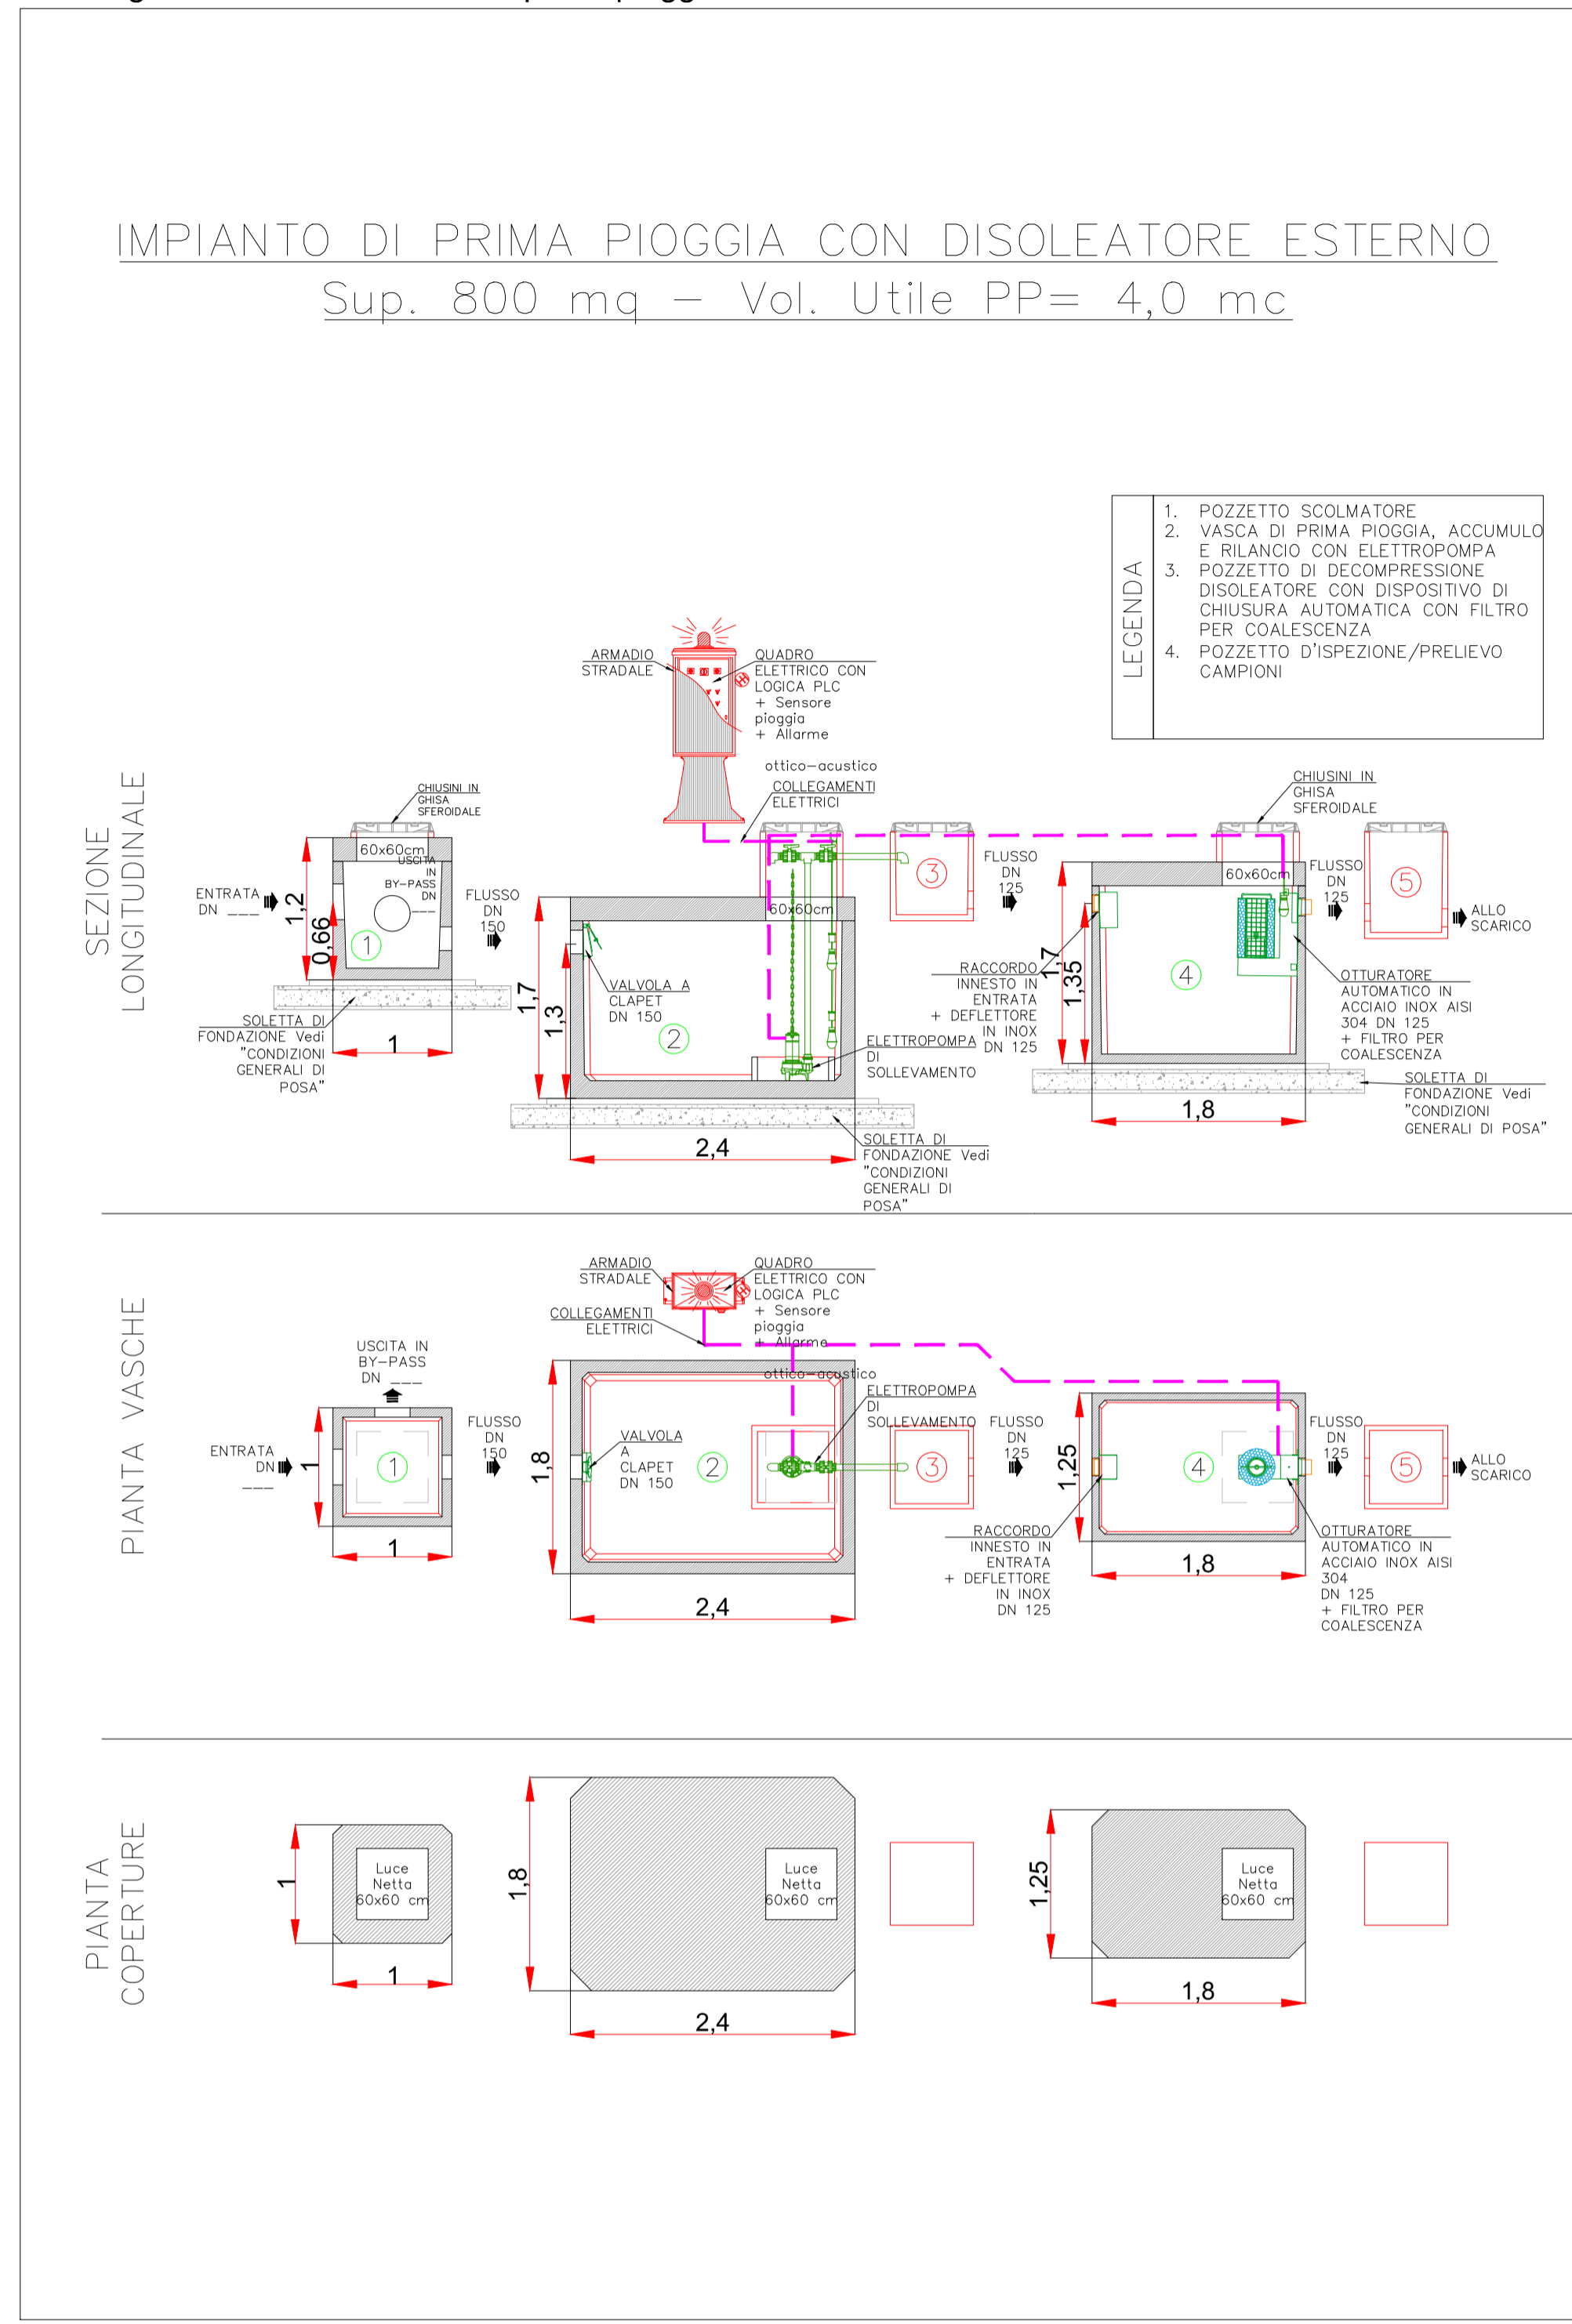 IMPIANTO DI PRIMA PIOGGIA CON DISOLEATORE ESTERNO
Sup. 800 mq – Vol. Utile PP= 4,0 mc
LEGENDA
1. POZZETTO SCOLMATORE
2. VASCA DI PRIMA PIOGGIA, ACCUMULO
E RILANCIO CON ELETTROPOMPA
3. POZZETTO DI DECOMPRESSIONE
DISOLEATORE CON DISPOSITIVO DI
CHIUSURA AUTOMATICA CON FILTRO
PER COALESCENZA
4. POZZETTO D'ISPEZIONE/PRELIEVO
CAMPIONI
SEZIONE
LONGITUDINALE
ARMADIO
STRADALE
QUADRO
ELETTRICO CON
LOGICA PLC
+ Sensore
pioggia
+ Allarme
ottico–acustico
COLLEGAMENTI
ELETTRICI
CHIUSINI IN
GHISA
SFEROIDALE
60x60cm
USCITA
IN
BY–PASS
DN
___
ENTRATA
DN ___
1,2
0,66
1
FLUSSO
DN
150
SOLETTA DI
FONDAZIONE Vedi
"CONDIZIONI
GENERALI DI
POSA"
1
1,7
1,3
60x60cm
VALVOLA A
CLAPET
DN 150
2
ELETTROPOMPA
DI
SOLLEVAMENTO
2,4
SOLETTA DI
FONDAZIONE Vedi
"CONDIZIONI
GENERALI DI
POSA"
3
FLUSSO
DN
125
RACCORDO
INNESTO IN
ENTRATA
+ DEFLETTORE
IN INOX
DN 125
1,7
1,35
CHIUSINI IN
GHISA
SFEROIDALE
60x60cm
4
FLUSSO
DN
125
5
ALLO
SCARICO
OTTURATORE
AUTOMATICO IN
ACCIAIO INOX AISI
304 DN 125
+ FILTRO PER
COALESCENZA
1,8
SOLETTA DI
FONDAZIONE Vedi
"CONDIZIONI
GENERALI DI POSA"
PIANTA VASCHE
ARMADIO
STRADALE
QUADRO
ELETTRICO CON
LOGICA PLC
+ Sensore
pioggia
+ Allarme
ottico–acustico
COLLEGAMENTI
ELETTRICI
USCITA IN
BY–PASS
DN ___
ENTRATA
DN
___
1
1
1
FLUSSO
DN
150
1,8
VALVOLA
A
CLAPET
DN 150
2
ELETTROPOMPA
DI
SOLLEVAMENTO
2,4
3
FLUSSO
DN
125
RACCORDO
INNESTO IN
ENTRATA
+ DEFLETTORE
IN INOX
DN 125
1,25
4
1,8
FLUSSO
DN
125
5
ALLO
SCARICO
OTTURATORE
AUTOMATICO IN
ACCIAIO INOX AISI
304
DN 125
+ FILTRO PER
COALESCENZA
PIANTA
COPERTURE
1
Luce
Netta
60x60 cm
1
1,8
Luce
Netta
60x60 cm
2,4
1,25
Luce
Netta
60x60 cm
1,8